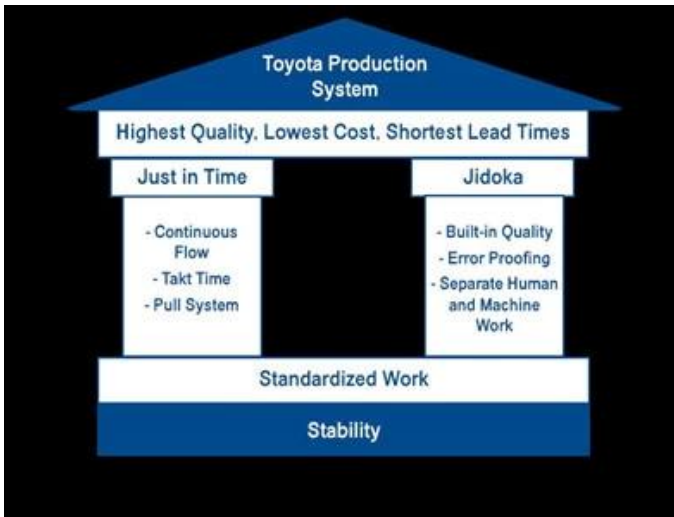 Toyota Production
System
Highest Quality, Lowest Cost, Shortest Lead Times
Just in Time
Jidoka
- Continuous
Flow
- Takt Time
- Pull System
- Built-in Quality
- Error Proofing
- Separate Human
and Machine
Work
Standardized Work
Stability